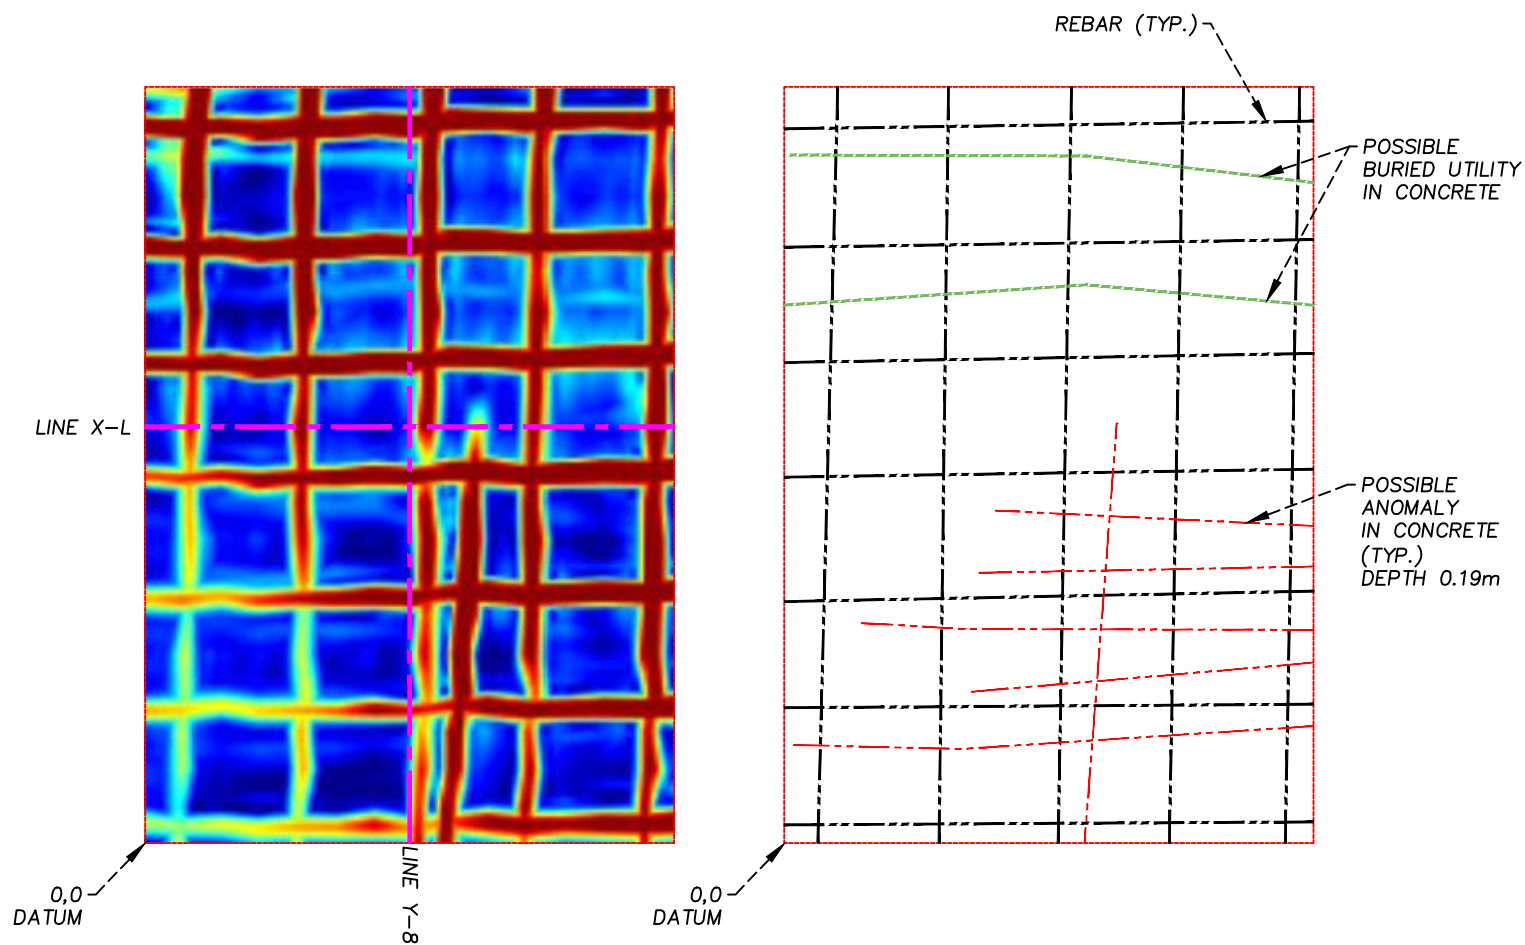 REBAR (TYP.)
POSSIBLE
BURIED UTILITY
IN CONCRETE
LINE X-L
POSSIBLE
ANOMALY
IN CONCRETE
(TYP.)
DEPTH 0.19m
0,0
DATUM
LINE Y-8
0,0
DATUM